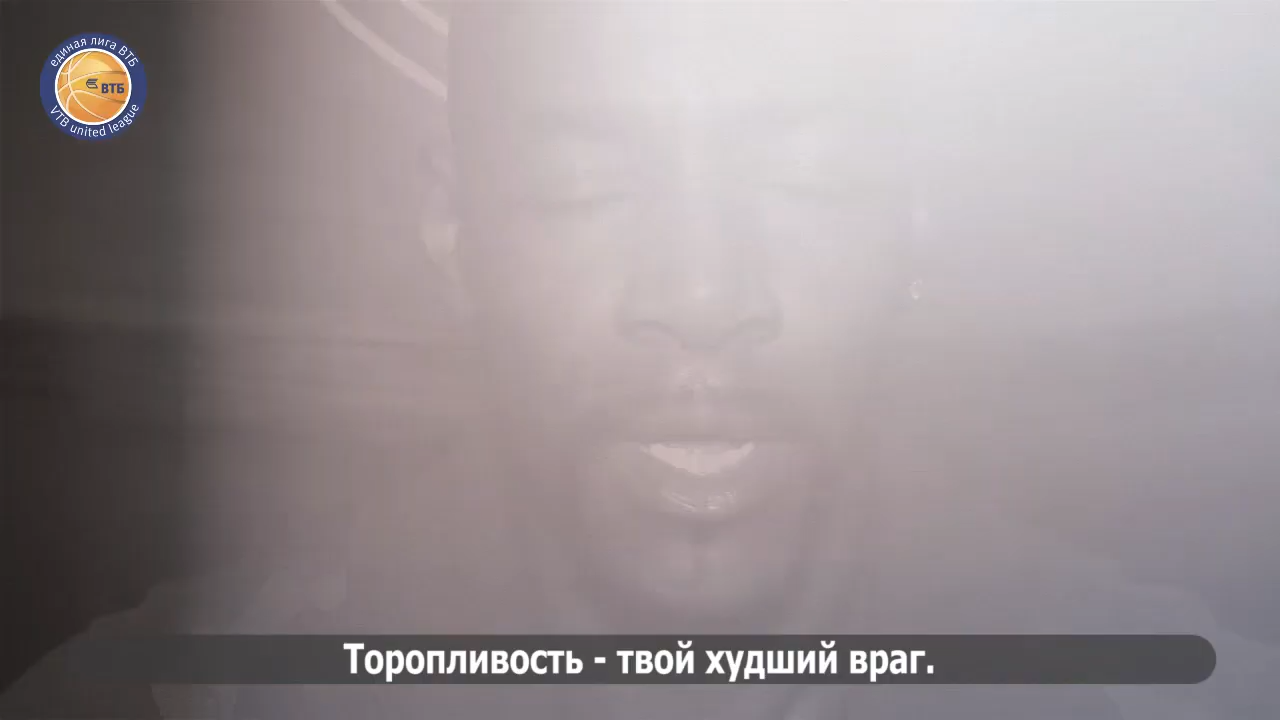 единая лига ВТБ
ВТБ
VTB united league
Торопливость - твой худший враг.